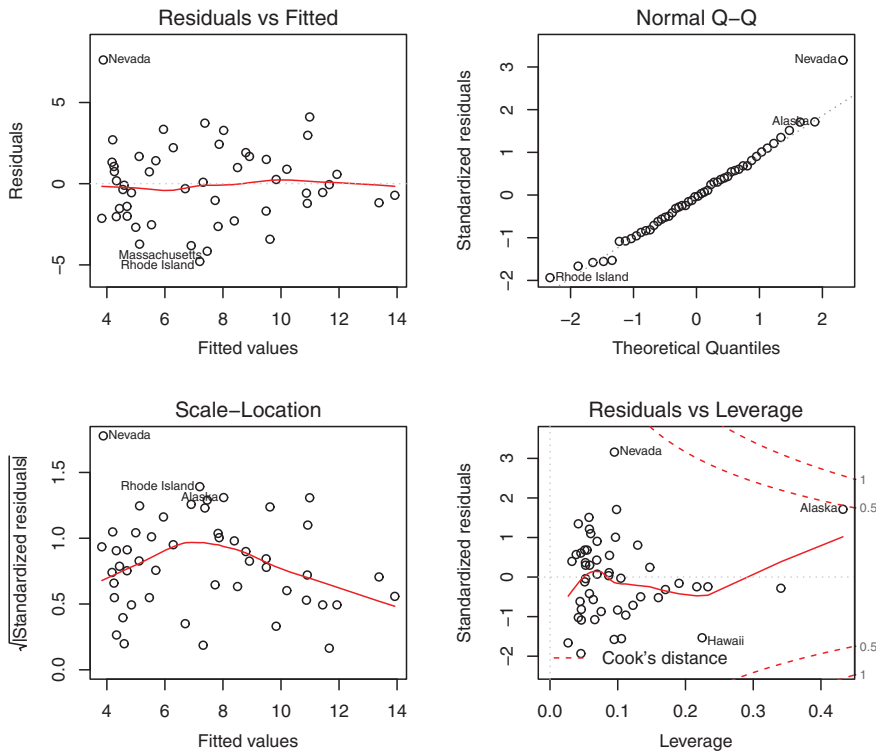 Residuals vs Fitted
Nevada
Massachusetts
Rhode Island
5
0
−5
4
6
8
10
12
14
Residuals
Fitted values
Normal Q−Q
Nevada
Alaska
Rhode Island
3
2
1
0
−1
−2
−2
−1
0
1
2
Standardized residuals
Theoretical Quantiles
Scale−Location
Nevada
Rhode Island
Alaska
1.5
1.0
0.5
0.0
4
6
8
10
12
14
√|Standardized residuals|
Fitted values
Residuals vs Leverage
Nevada
Alaska
Hawaii
Cook's distance
1
0.5
0.5
1
3
2
1
0
−1
−2
0.0
0.1
0.2
0.3
0.4
Standardized residuals
Leverage